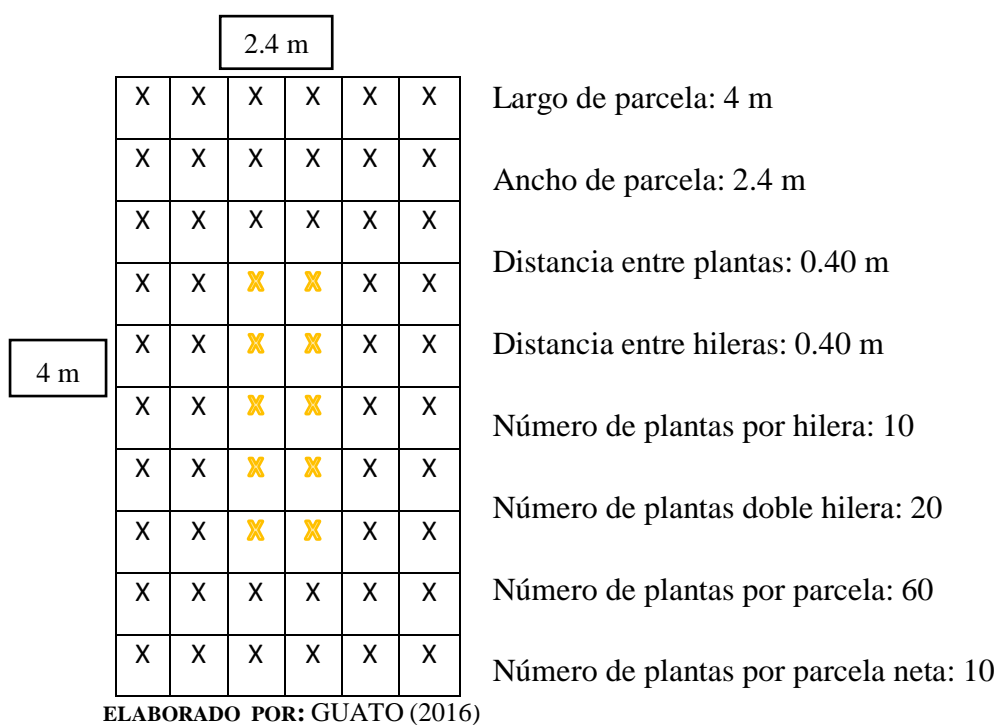 2.4 m
X X X X X X
Largo de parcela: 4 m
X X X X X X
Ancho de parcela: 2.4 m
X X X X X X
Distancia entre plantas: 0.40 m
X X X X X X
Distancia entre hileras: 0.40 m
X X X X X X
4 m
X X X X X X
Número de plantas por hilera: 10
X X X X X X
Número de plantas doble hilera: 20
X X X X X X
Número de plantas por parcela: 60
X X X X X X
Número de plantas por parcela neta: 10
X X X X X X
ELABORADO POR: GUATO (2016)